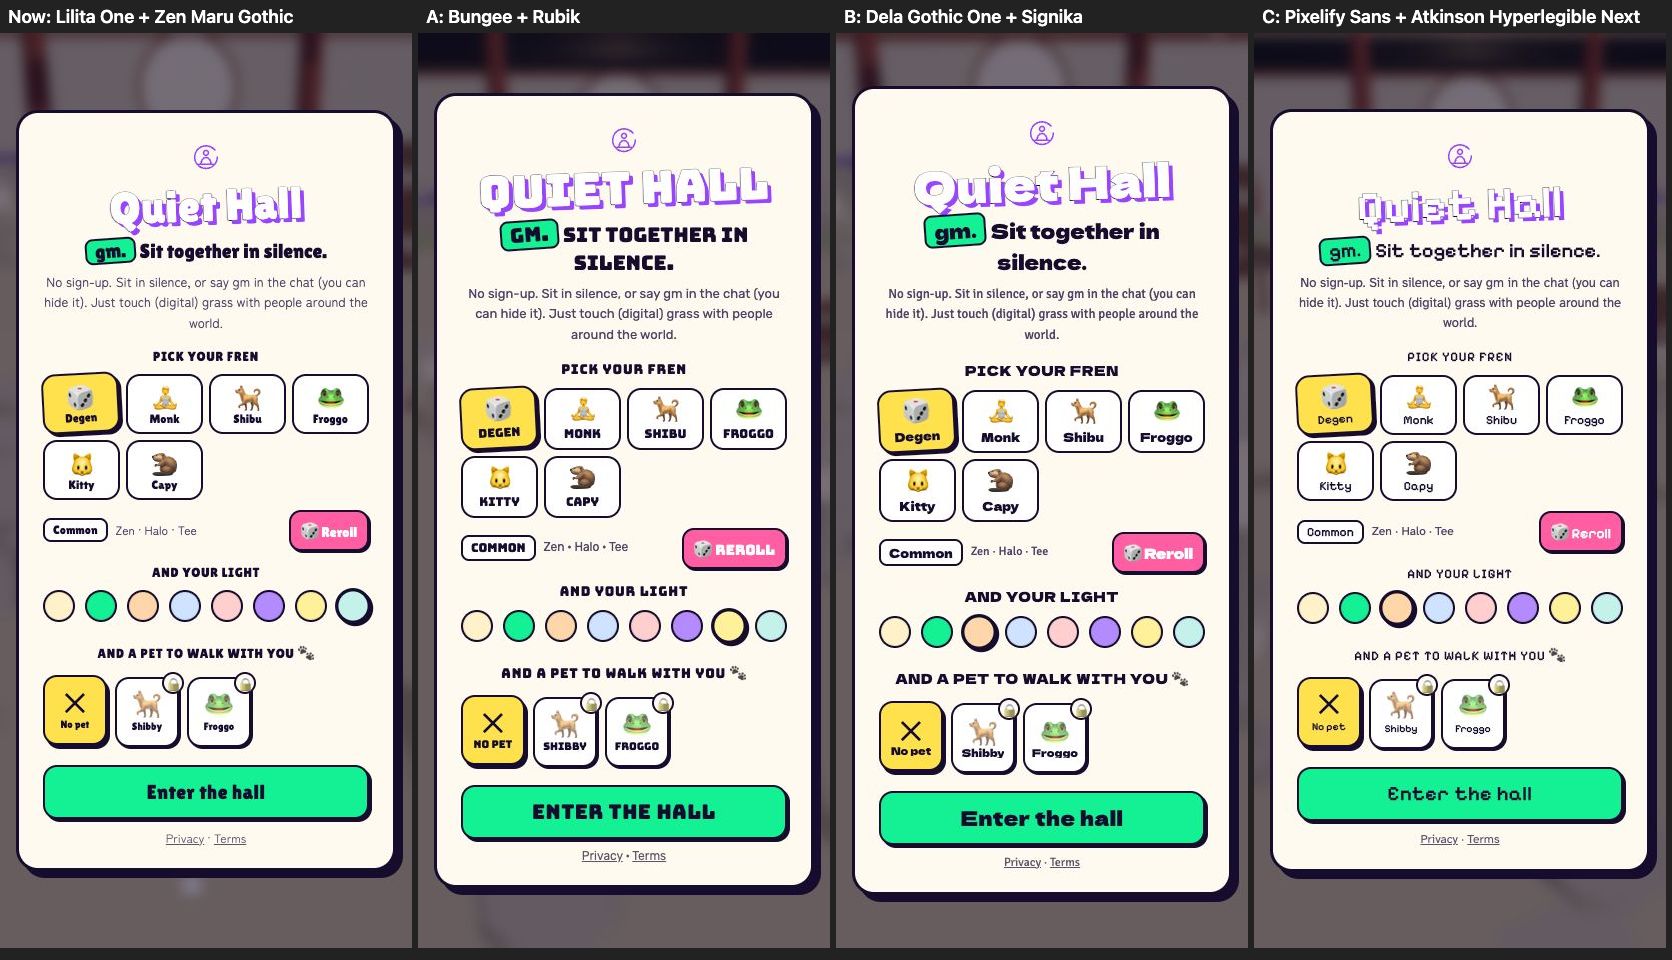 Now: Lilita One + Zen Maru Gothic
Quiet Hall
gm. Sit together in silence.
No sign-up. Sit in silence, or say gm in the chat (you can
hide it). Just touch (digital) grass with people around the
world.
PICK YOUR FREN
Degen
Monk
Shibu
Froggo
Kitty
Capy
Common
Zen · Halo · Tee
Reroll
AND YOUR LIGHT
AND A PET TO WALK WITH YOU
No pet
Shibby
Froggo
Enter the hall
Privacy · Terms
A: Bungee + Rubik
QUIET HALL
GM. SIT TOGETHER IN
SILENCE.
No sign-up. Sit in silence, or say gm in the chat (you
can hide it). Just touch (digital) grass with people
around the world.
PICK YOUR FREN
DEGEN
MONK
SHIBU
FROGGO
KITTY
CAPY
COMMON
Zen • Halo • Tee
REROLL
AND YOUR LIGHT
AND A PET TO WALK WITH YOU
NO PET
SHIBBY
FROGGO
ENTER THE HALL
Privacy • Terms
B: Dela Gothic One + Signika
Quiet Hall
gm. Sit together in
silence.
No sign-up. Sit in silence, or say gm in the chat (you can
hide it). Just touch (digital) grass with people around the
world.
PICK YOUR FREN
Degen
Monk
Shibu
Froggo
Kitty
Capy
Common
Zen · Halo · Tee
Reroll
AND YOUR LIGHT
AND A PET TO WALK WITH YOU
No pet
Shibby
Froggo
Enter the hall
Privacy · Terms
C: Pixelify Sans + Atkinson Hyperlegible Next
Quiet Hall
gm. Sit together in silence.
No sign-up. Sit in silence, or say gm in the chat (you can
hide it). Just touch (digital) grass with people around the
world.
PICK YOUR FREN
Degen
Monk
Shibu
Froggo
Kitty
Capy
Common
Zen · Halo · Tee
Reroll
AND YOUR LIGHT
AND A PET TO WALK WITH YOU
No pet
Shibby
Froggo
Enter the hall
Privacy · Terms